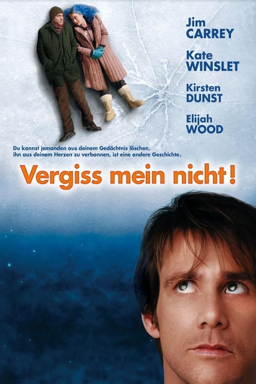 Jim
CARREY
Kate
WINSLET
Kirsten
DUNST
Elijah
WOOD
Du kannst jemanden aus deinem Gedächtnis löschen,
ihn aus deinem Herzen zu verbannen, ist eine andere Geschichte.
Vergiss mein nicht!